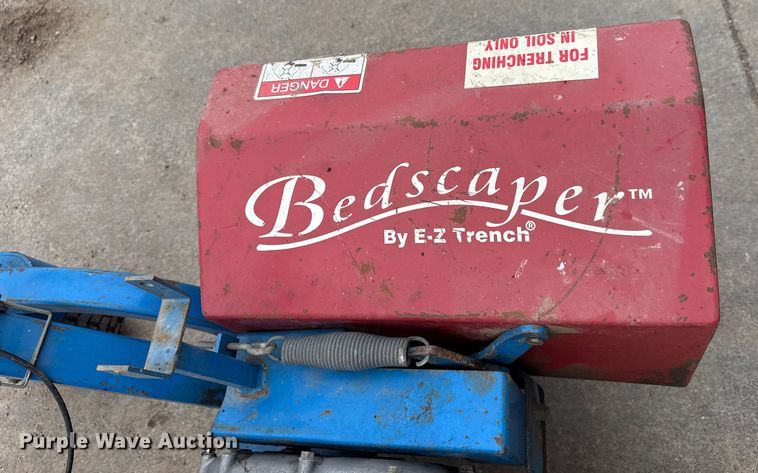 FOR TRENCHING
IN SOIL ONLY
DANGER
Bedscaper™
By E-Z Trench®
Purple Wave Auction